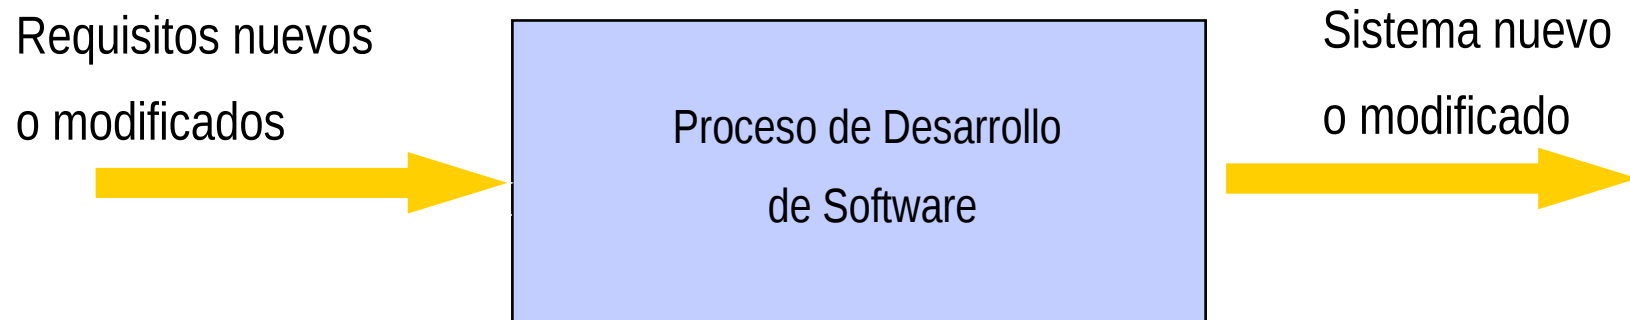 Requisitos nuevos
o modificados
Proceso de Desarrollo
de Software
Sistema nuevo
o modificado